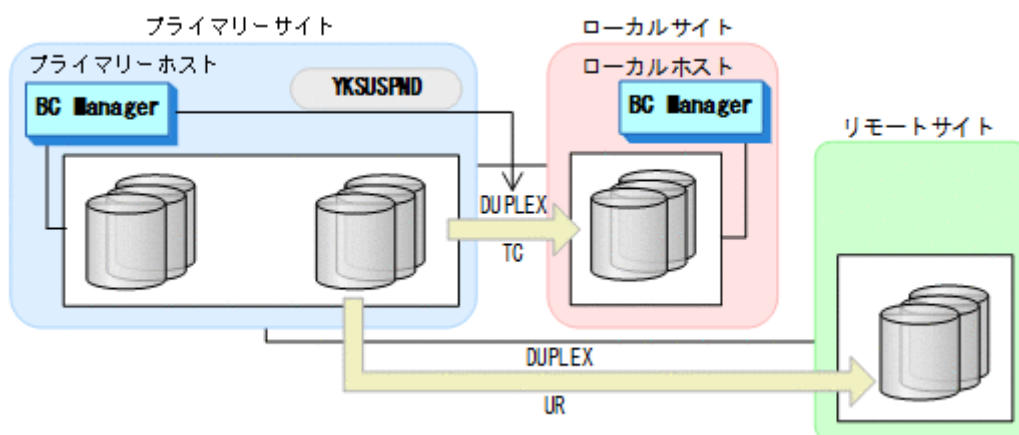 プライマリーサイト
ローカルサイト
プライマリーホスト
YKSUSPND
ローカルホスト
BC Manager
BC Manager
リモートサイト
DUPLEX
TC
DUPLEX
UR